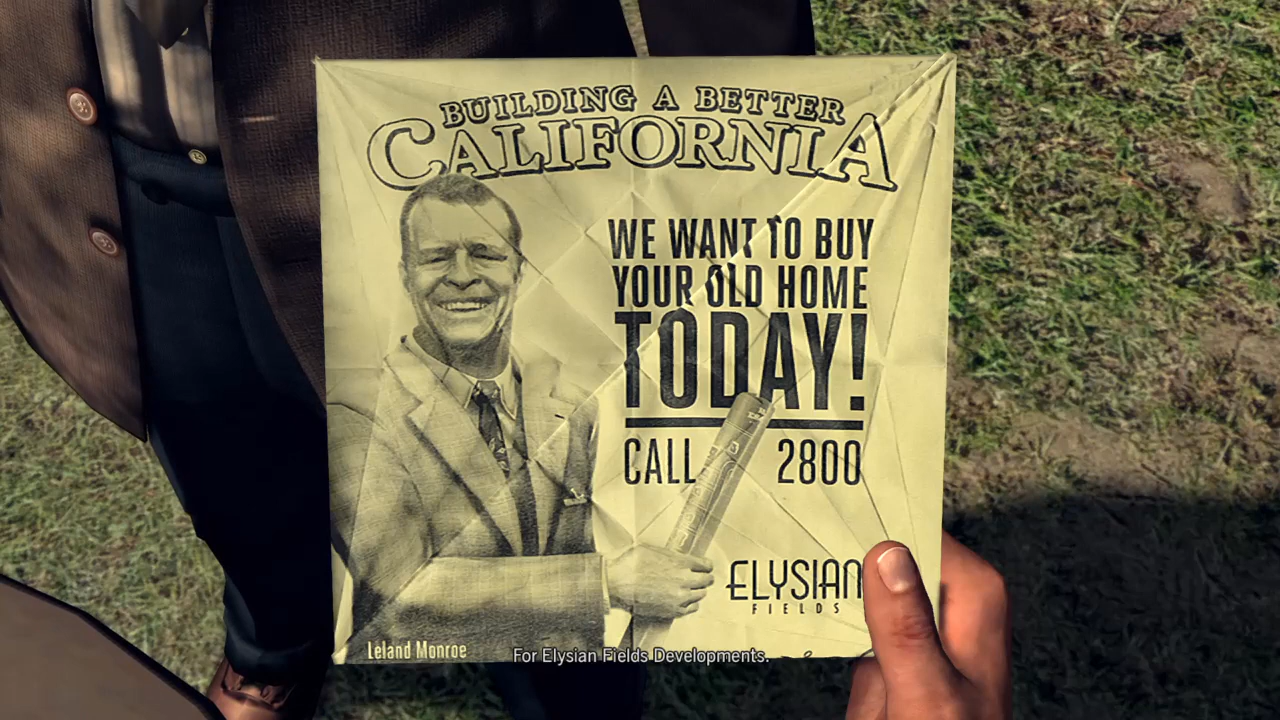 BUILDING A BETTER
CALIFORNIA
WE WANT TO BUY
YOUR OLD HOME
TODAY!
CALL 2800
ELYSIAN
FIELDS
Leland Monroe
For Elysian Fields Developments.